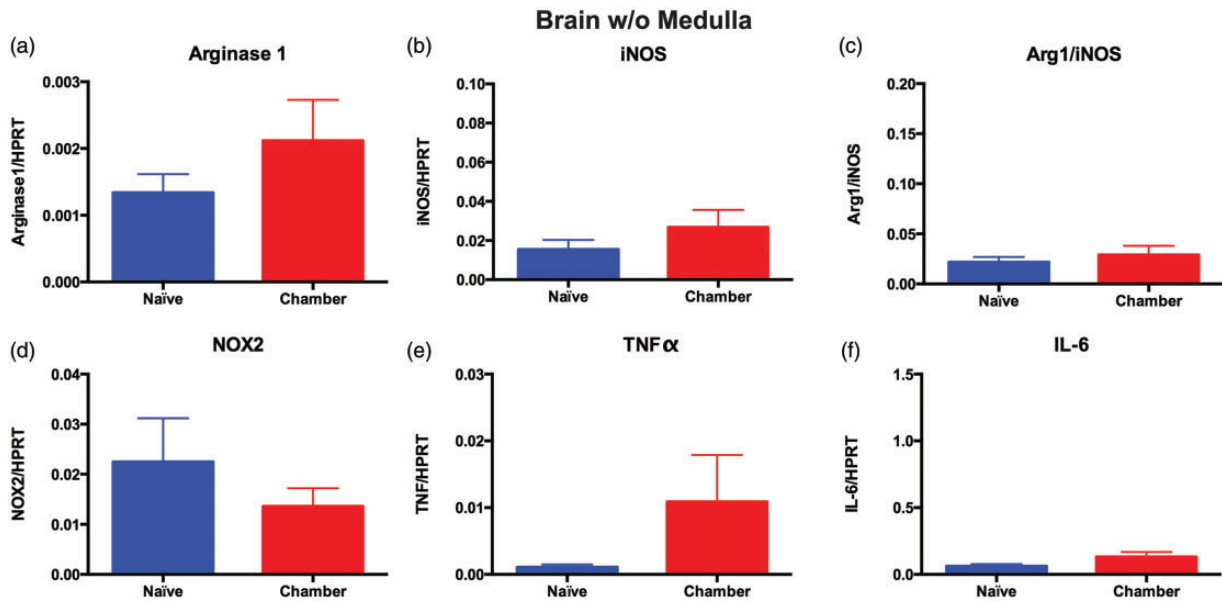 Brain w/o Medulla
(a)
Arginase 1
Arginase1/HPRT
0.003
0.002
0.001
0.000
Naïve
Chamber
(b)
iNOS
iNOS/HPRT
0.10
0.08
0.06
0.04
0.02
0.00
Naïve
Chamber
(c)
Arg1/iNOS
Arg1/iNOS
0.20
0.15
0.10
0.05
0.00
Naïve
Chamber
(d)
NOX2
NOX2/HPRT
0.04
0.03
0.02
0.01
0.00
Naïve
Chamber
(e)
TNFα
TNF/HPRT
0.03
0.02
0.01
0.00
Naïve
Chamber
(f)
IL-6
IL-6/HPRT
1.5
1.0
0.5
0.0
Naïve
Chamber